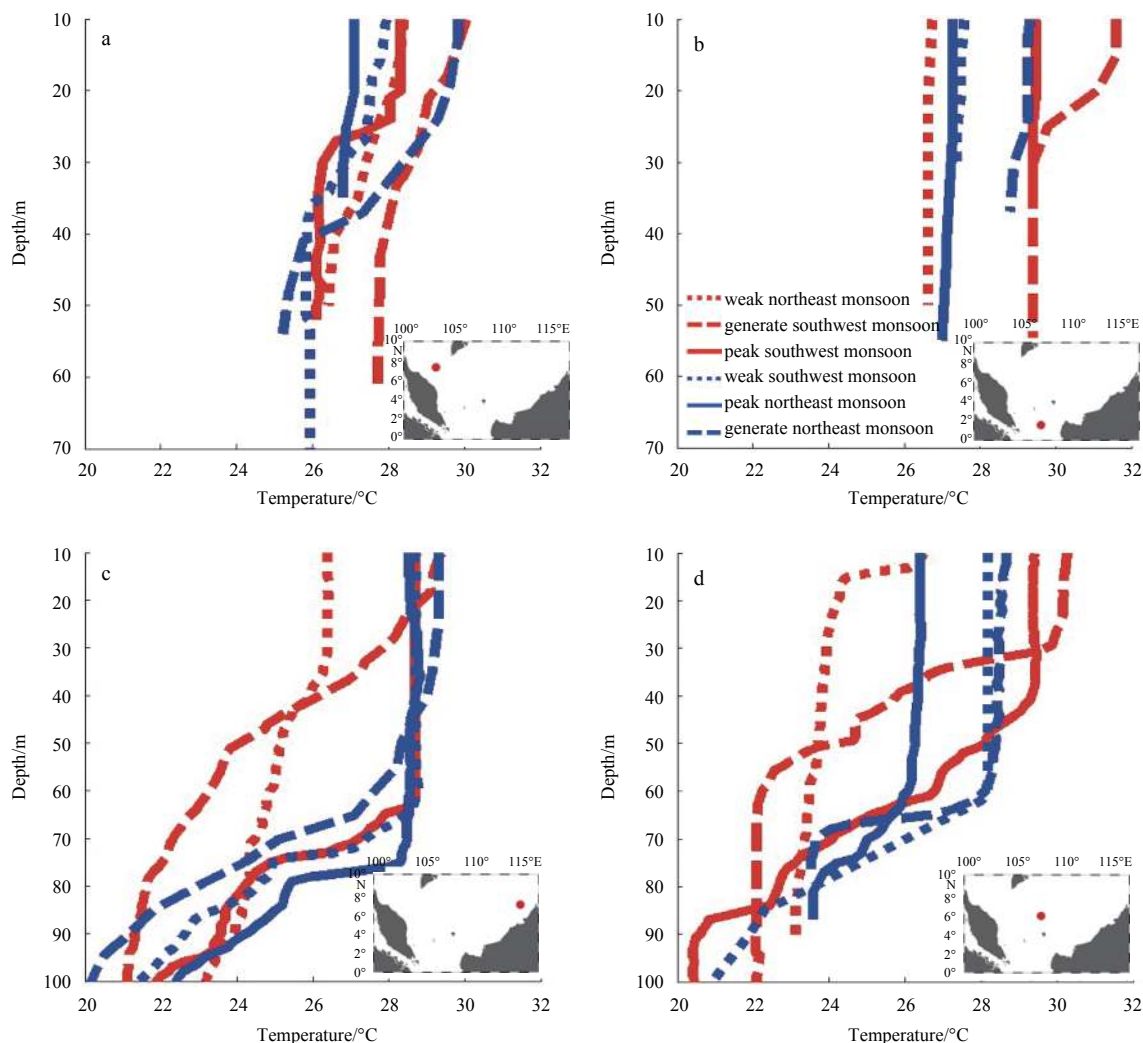 a
10
20
30
40
50
60
70
Depth/m
20 22 24 26 28 30 32
Temperature/°C
100° 105° 115°E
10°
N
8°
6°
4°
2°
0°
b
10
20
30
40
50
60
70
Depth/m
weak northeast monsoon
generate southwest monsoon
peak southwest monsoon
weak southwest monsoon
peak northeast monsoon
generate northeast monsoon
20 22 24 26 28 30 32
Temperature/°C
100° 105° 115°E
10°
N
8°
6°
4°
2°
0°
c
10
20
30
40
50
60
70
80
90
100
Depth/m
20 22 24 26 28 30 32
Temperature/°C
100° 105° 110° 115°E
10°
N
8°
6°
4°
2°
0°
d
10
20
30
40
50
60
70
80
90
100
Depth/m
20 22 24 26 28 30 32
Temperature/°C
100° 105° 110° 115°E
10°
N
8°
6°
4°
2°
0°